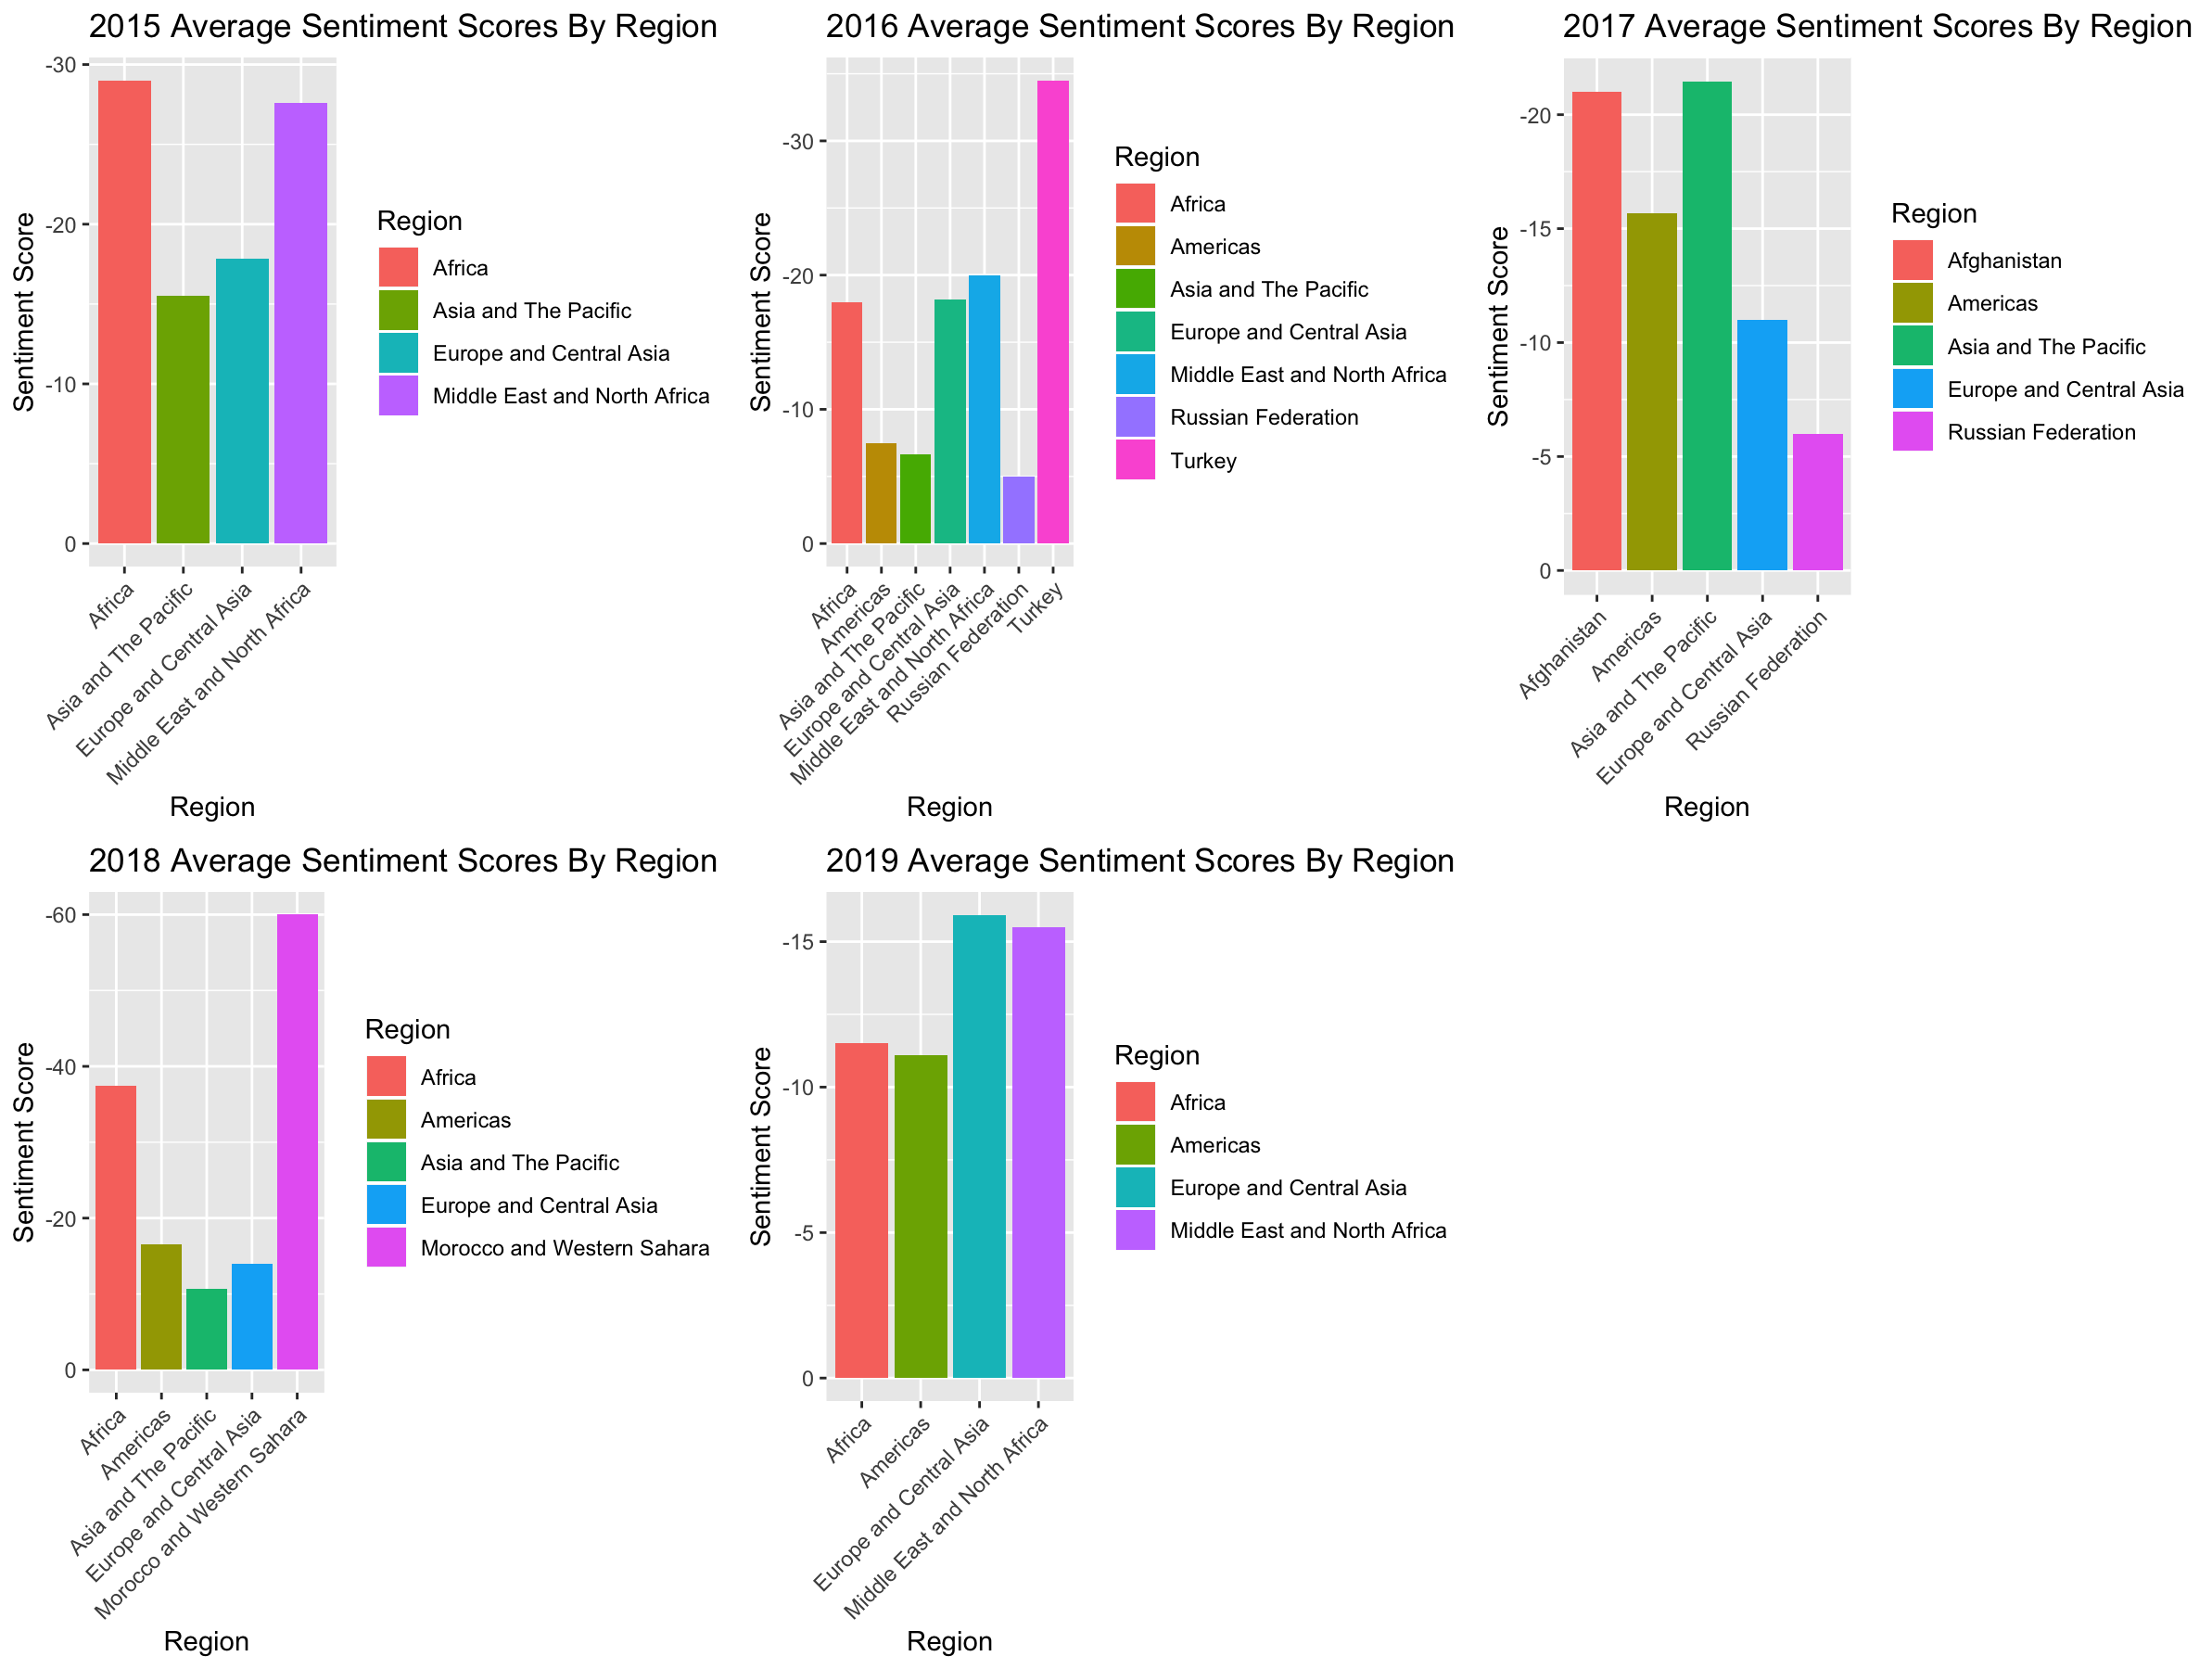 2015 Average Sentiment Scores By Region
Sentiment Score
-30
-20
-10
0
Africa
Asia and The Pacific
Europe and Central Asia
Middle East and North Africa
Region
Region
Africa
Asia and The Pacific
Europe and Central Asia
Middle East and North Africa
2016 Average Sentiment Scores By Region
Sentiment Score
-30
-20
-10
0
Africa
Americas
Asia and The Pacific
Europe and Central Asia
Middle East and North Africa
Russian Federation
Turkey
Region
Region
Africa
Americas
Asia and The Pacific
Europe and Central Asia
Middle East and North Africa
Russian Federation
Turkey
2017 Average Sentiment Scores By Region
Sentiment Score
-20
-15
-10
-5
0
Afghanistan
Americas
Asia and The Pacific
Europe and Central Asia
Russian Federation
Region
Region
Afghanistan
Americas
Asia and The Pacific
Europe and Central Asia
Russian Federation
2018 Average Sentiment Scores By Region
Sentiment Score
-60
-40
-20
0
Africa
Americas
Asia and The Pacific
Europe and Central Asia
Morocco and Western Sahara
Region
Region
Africa
Americas
Asia and The Pacific
Europe and Central Asia
Morocco and Western Sahara
2019 Average Sentiment Scores By Region
Sentiment Score
-15
-10
-5
0
Africa
Americas
Europe and Central Asia
Middle East and North Africa
Region
Region
Africa
Americas
Europe and Central Asia
Middle East and North Africa